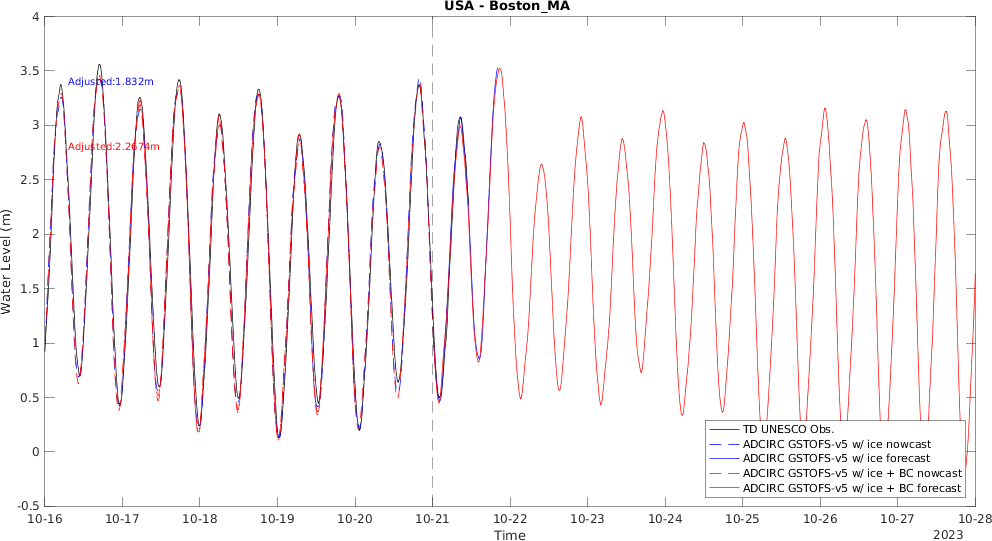 USA - Boston_MA
4
3.5
3
2.5
2
1.5
1
0.5
0
-0.5
Water Level (m)
Adjusted:1.832m
Adjusted:2.2674m
TD UNESCO Obs.
ADCIRC GSTOFS-v5 w/ ice nowcast
ADCIRC GSTOFS-v5 w/ ice forecast
ADCIRC GSTOFS-v5 w/ ice + BC nowcast
ADCIRC GSTOFS-v5 w/ ice + BC forecast
10-16 10-17 10-18 10-19 10-20 10-21 10-22 10-23 10-24 10-25 10-26 10-27 10-28
Time
2023